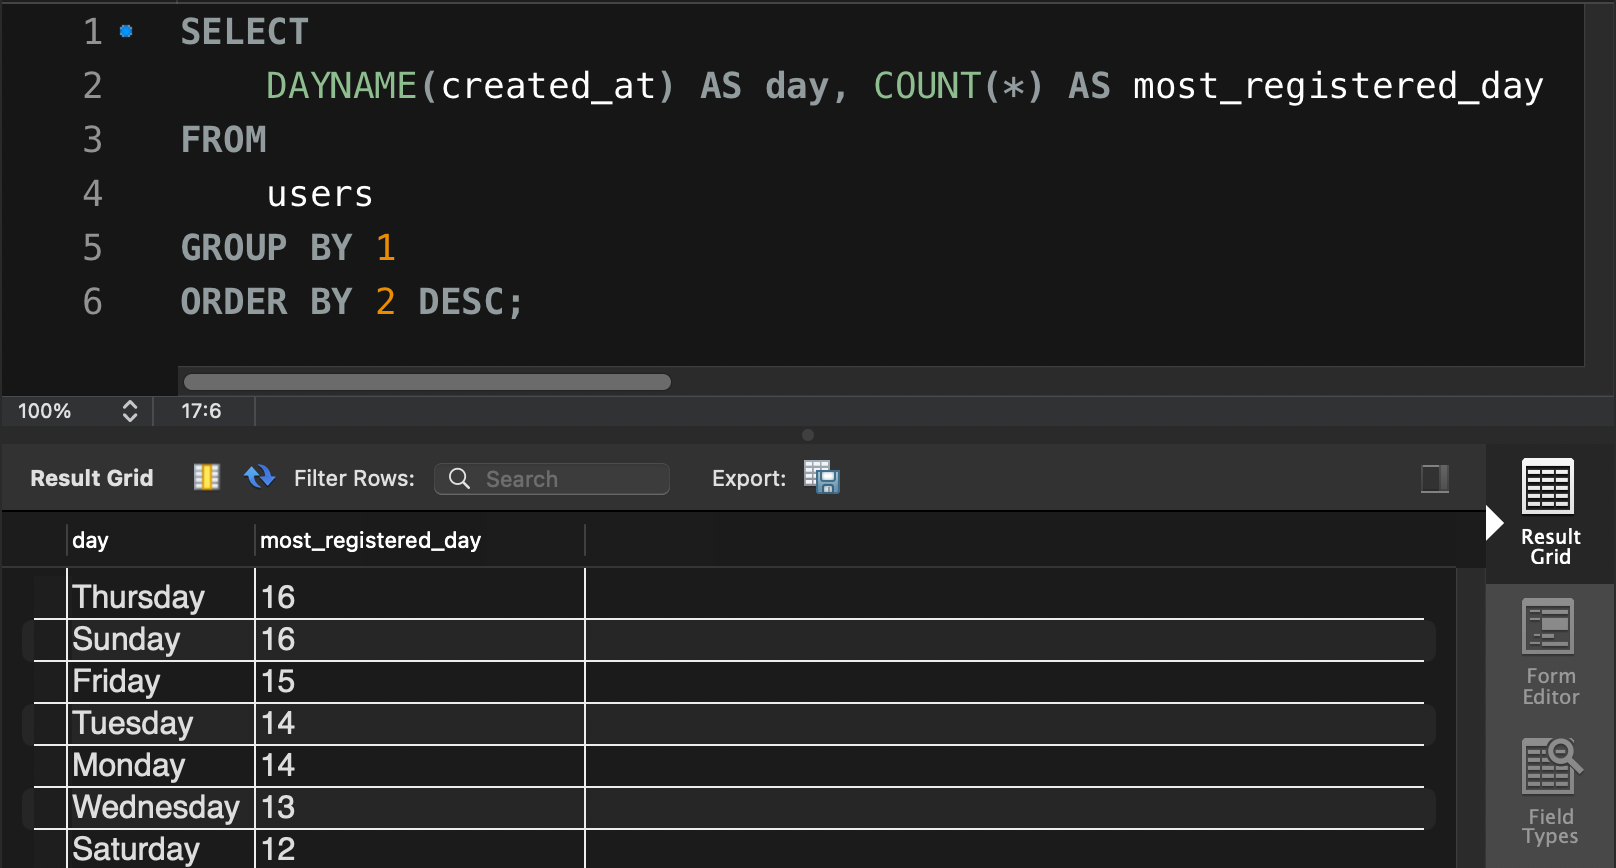 1 SELECT
2 DAYNAME(created_at) AS day, COUNT(*) AS most_registered_day
3 FROM
4 users
5 GROUP BY 1
6 ORDER BY 2 DESC;
100% 17:6
Result Grid Filter Rows: Search Export:
day most_registered_day
Thursday 16
Sunday 16
Friday 15
Tuesday 14
Monday 14
Wednesday 13
Saturday 12
Result
Grid
Form
Editor
Field
Types